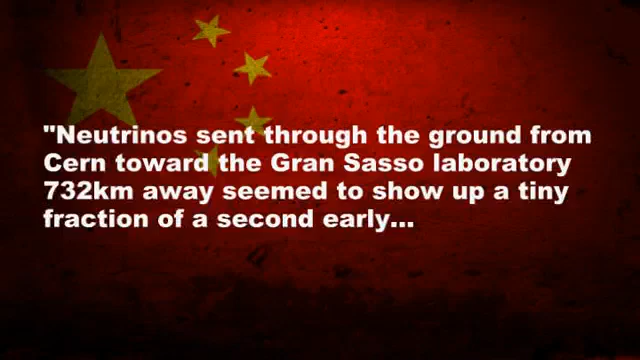 "Neutrinos sent through the ground from
Cern toward the Gran Sasso laboratory
732km away seemed to show up a tiny
fraction of a second early...